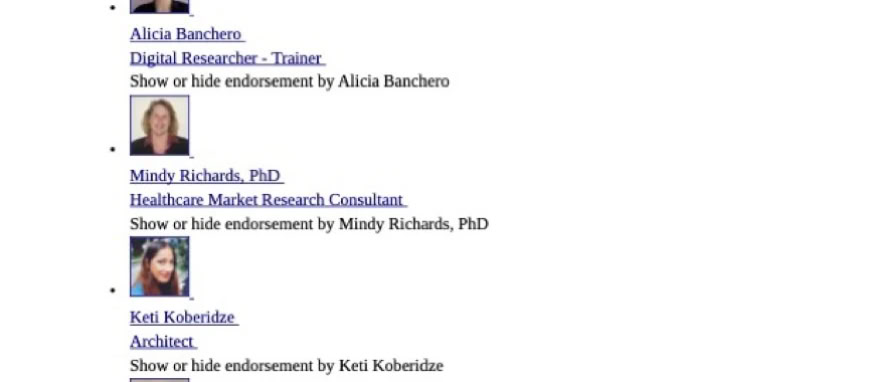 Alicia Banchero
Digital Researcher - Trainer
Show or hide endorsement by Alicia Banchero
Mindy Richards, PhD
Healthcare Market Research Consultant
Show or hide endorsement by Mindy Richards, PhD
Keti Koberidze
Architect
Show or hide endorsement by Keti Koberidze